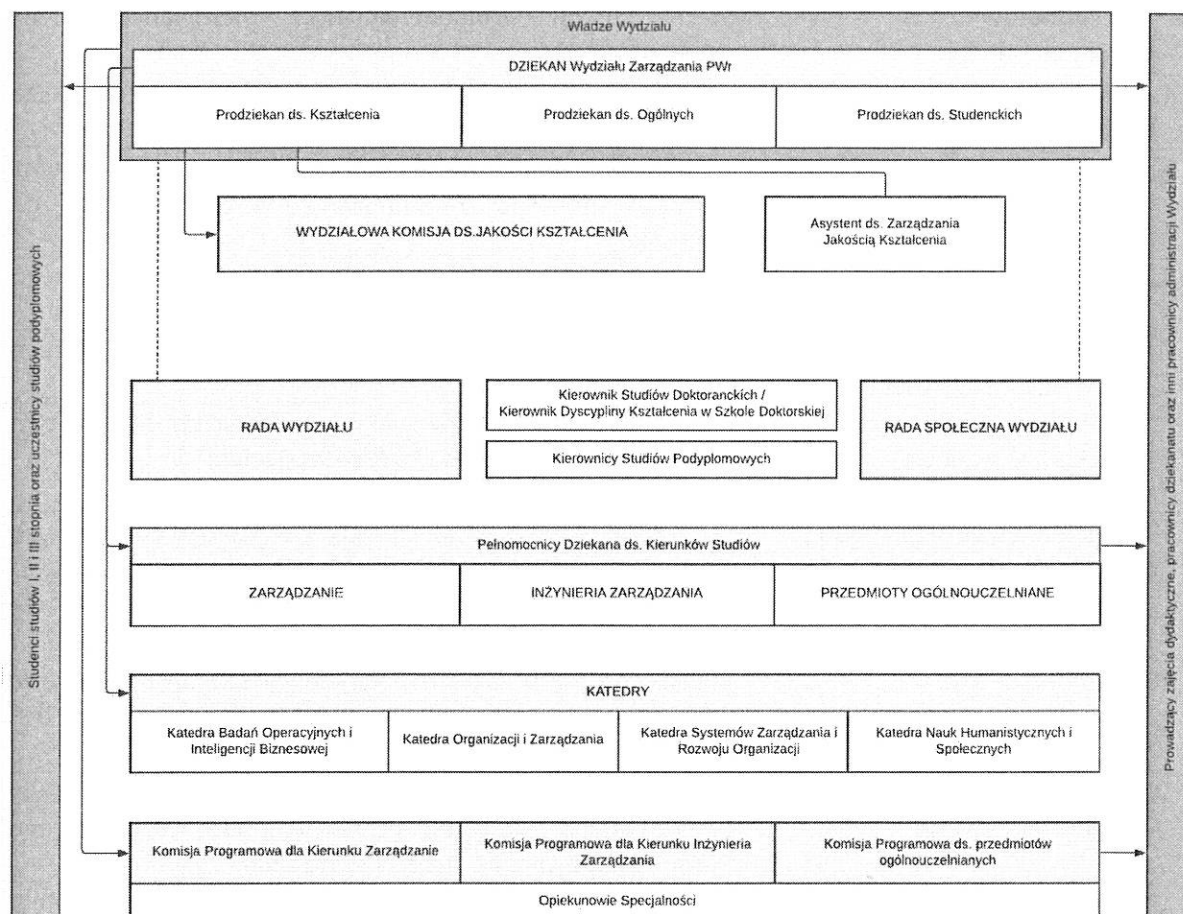 Władze Wydziału
DZIEKAN Wydziału Zarządzania PWr
Prodziekan ds. Kształcenia
Prodziekan ds. Ogólnych
Prodziekan ds. Studenckich
WYDZIAŁOWA KOMISJA DS.JAKOŚCI KSZTAŁCENIA
Asystent ds. Zarządzania
Jakością Kształcenia
Studenci studiów I, II i III stopnia oraz uczestnicy studiów podyplomowych
RADA WYDZIAŁU
Kierownik Studiów Doktoranckich /
Kierownik Dyscypliny Kształcenia w Szkole Doktorskiej
Kierownicy Studiów Podyplomowych
RADA SPOŁECZNA WYDZIAŁU
Prowadzący zajęcia dydaktyczne, pracownicy dziekanatu oraz inni pracownicy administracji Wydziału
Pełnomocnicy Dziekana ds. Kierunków Studiów
ZARZĄDZANIE
INŻYNIERIA ZARZĄDZANIA
PRZEDMIOTY OGÓLNOUCZELNIANE
KATEDRY
Katedra Badań Operacyjnych i
Inteligencji Biznesowej
Katedra Organizacji i Zarządzania
Katedra Systemów Zarządzania i
Rozwoju Organizacji
Katedra Nauk Humanistycznych i
Społecznych
Komisja Programowa dla Kierunku Zarządzanie
Komisja Programowa dla Kierunku Inżynieria
Zarządzania
Komisja Programowa ds. przedmiotów
ogólnouczelnianych
Opiekunowie Specjalności